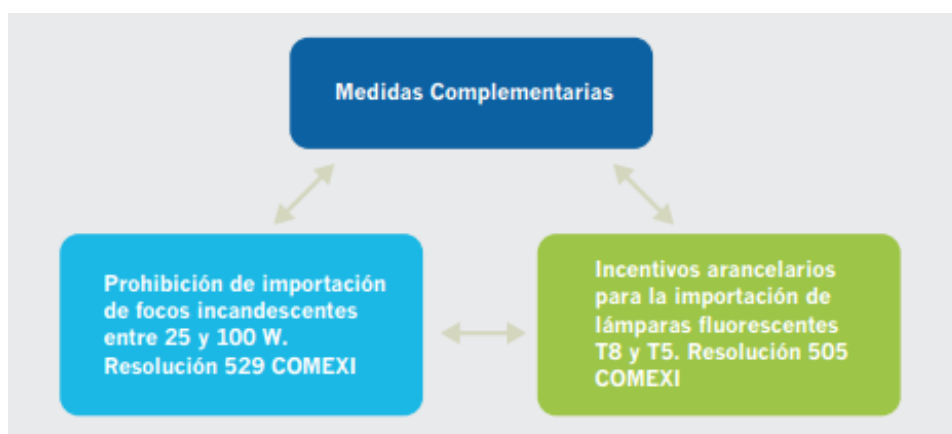 Medidas Complementarias
Prohibición de importación
de focos incandescentes
entre 25 y 100 W.
Resolución 529 COMEXI
Incentivos arancelarios
para la importación de
lámparas fluorescentes
T8 y T5. Resolución 505
COMEXI